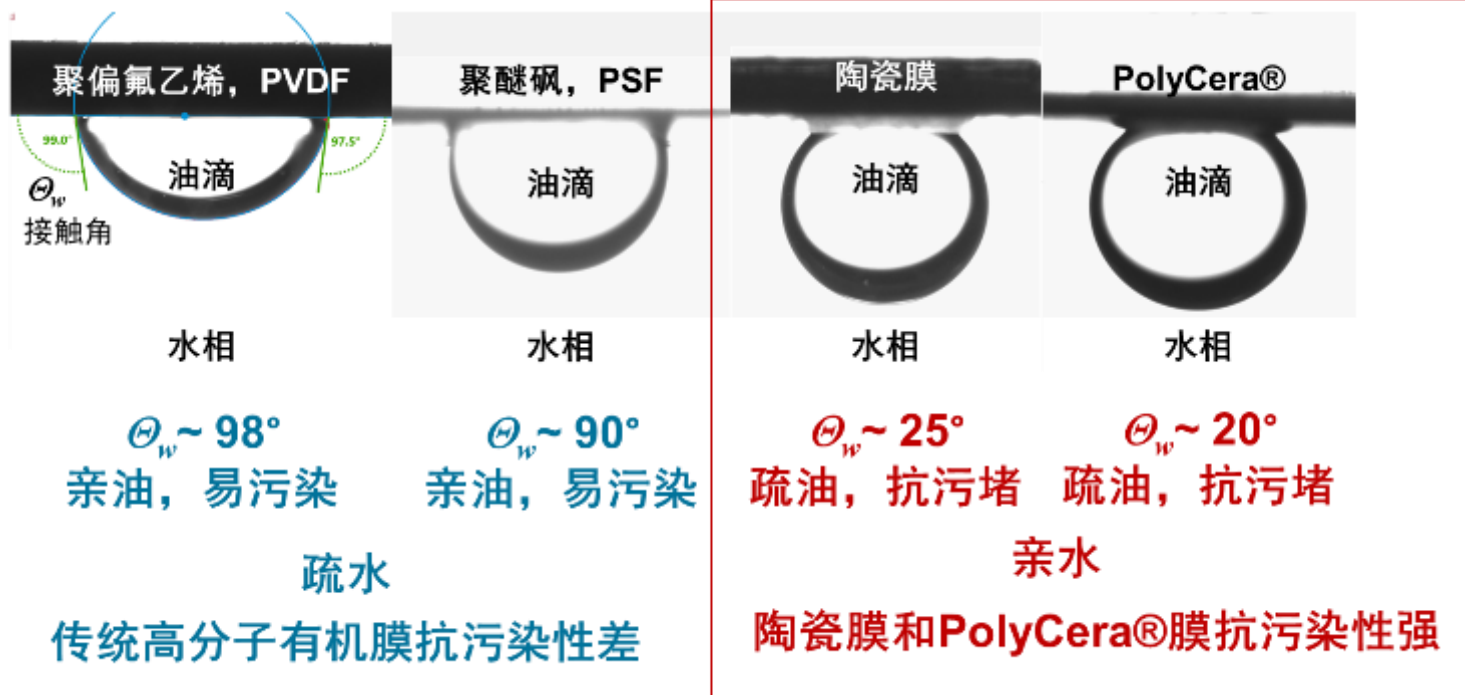 聚偏氟乙烯，PVDF
聚醚砜，PSF
陶瓷膜
PolyCera®
99.0°
97.5°
油滴
油滴
油滴
油滴
Θw
接触角
水相
水相
水相
水相
Θw~ 98°
Θw~ 90°
Θw~ 25°
Θw~ 20°
亲油，易污染
亲油，易污染
疏油，抗污堵
疏油，抗污堵
疏水
亲水
传统高分子有机膜抗污染性差
陶瓷膜和PolyCera®膜抗污染性强